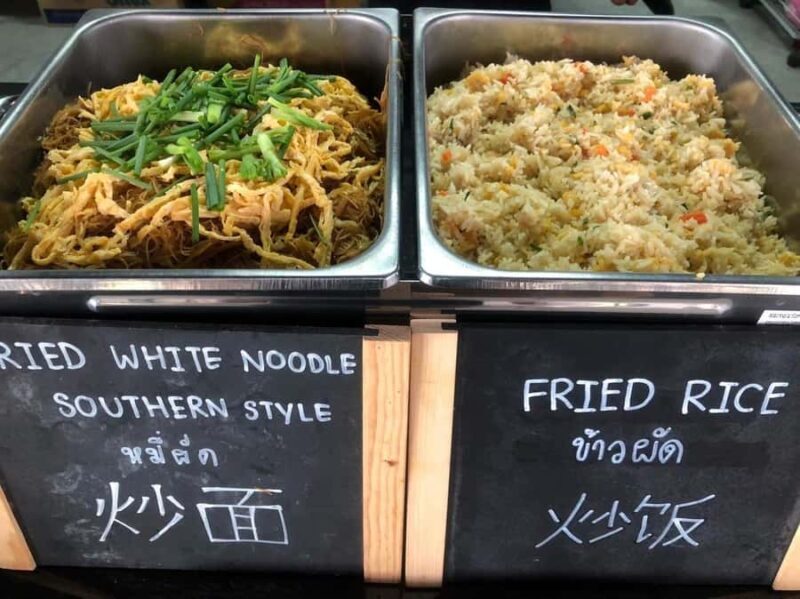 RIED WHITE NOODLE
SOUTHERN STYLE
หมี่ผัด
炒面
FRIED RICE
ข้าวผัด
炒饭